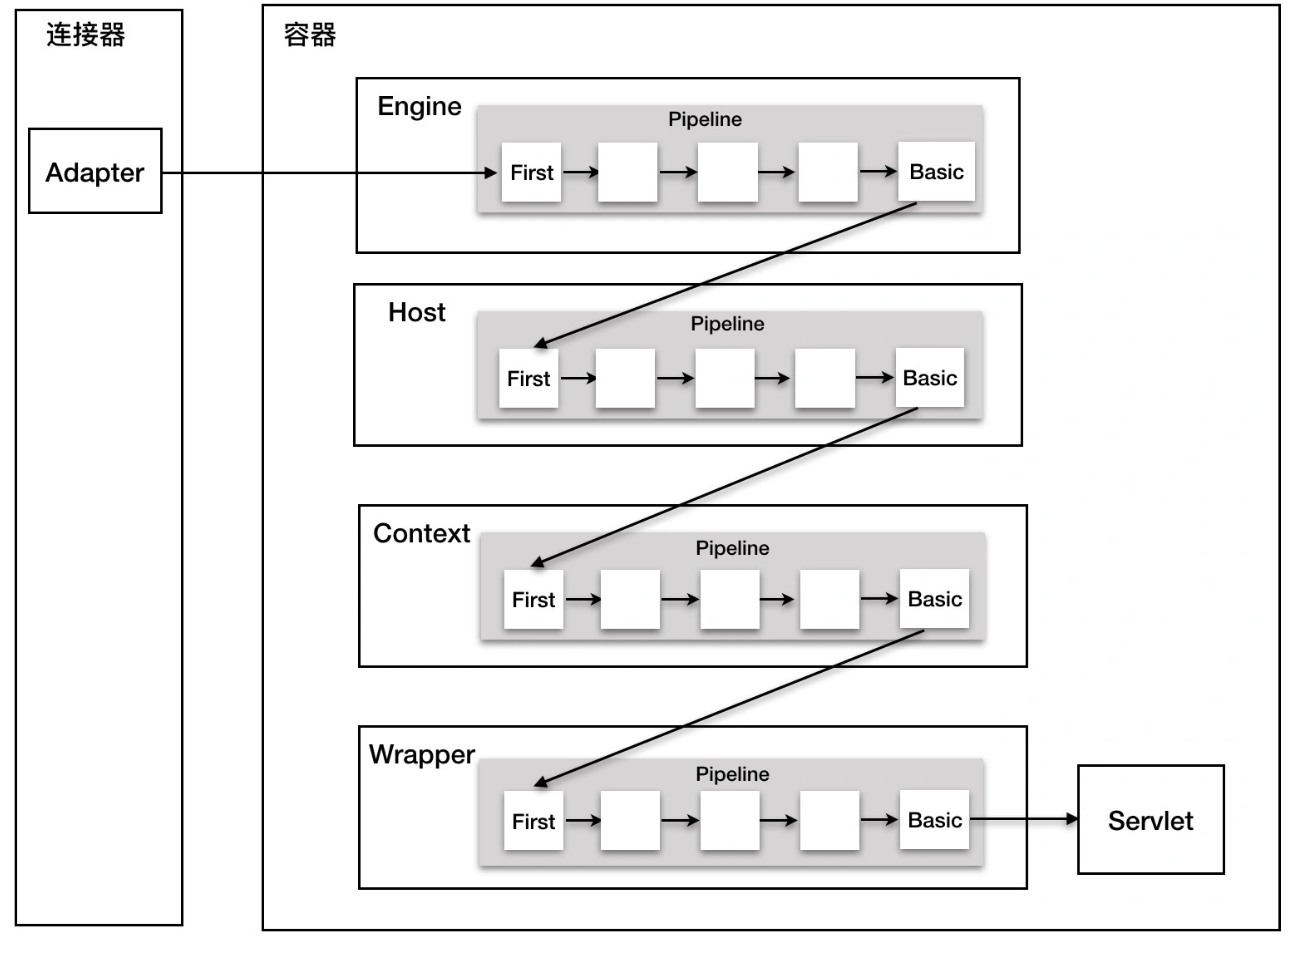 连接器
容器
Engine
Pipeline
Adapter
First
Basic
Host
Pipeline
First
Basic
Context
Pipeline
First
Basic
Wrapper
Pipeline
First
Basic
Servlet